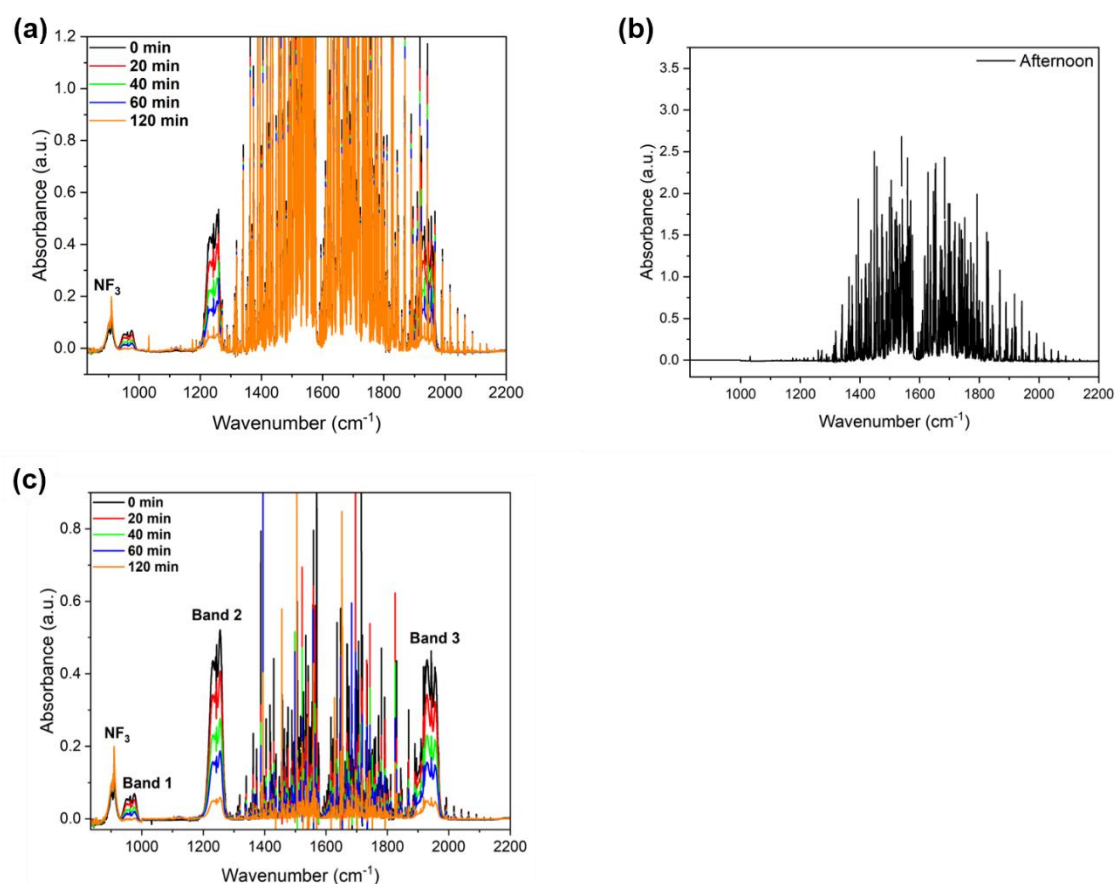 (a)
1.2
1.0
0.8
0.6
0.4
0.2
0.0
Absorbance (a.u.)
0 min
20 min
40 min
60 min
120 min
NF3
1000 1200 1400 1600 1800 2000 2200
Wavenumber (cm-1)
(b)
3.5
3.0
2.5
2.0
1.5
1.0
0.5
0.0
Absorbance (a.u.)
Afternoon
1000 1200 1400 1600 1800 2000 2200
Wavenumber (cm-1)
(c)
0.8
0.6
0.4
0.2
0.0
Absorbance (a.u.)
0 min
20 min
40 min
60 min
120 min
Band 2
Band 3
NF3
Band 1
1000 1200 1400 1600 1800 2000 2200
Wavenumber (cm-1)